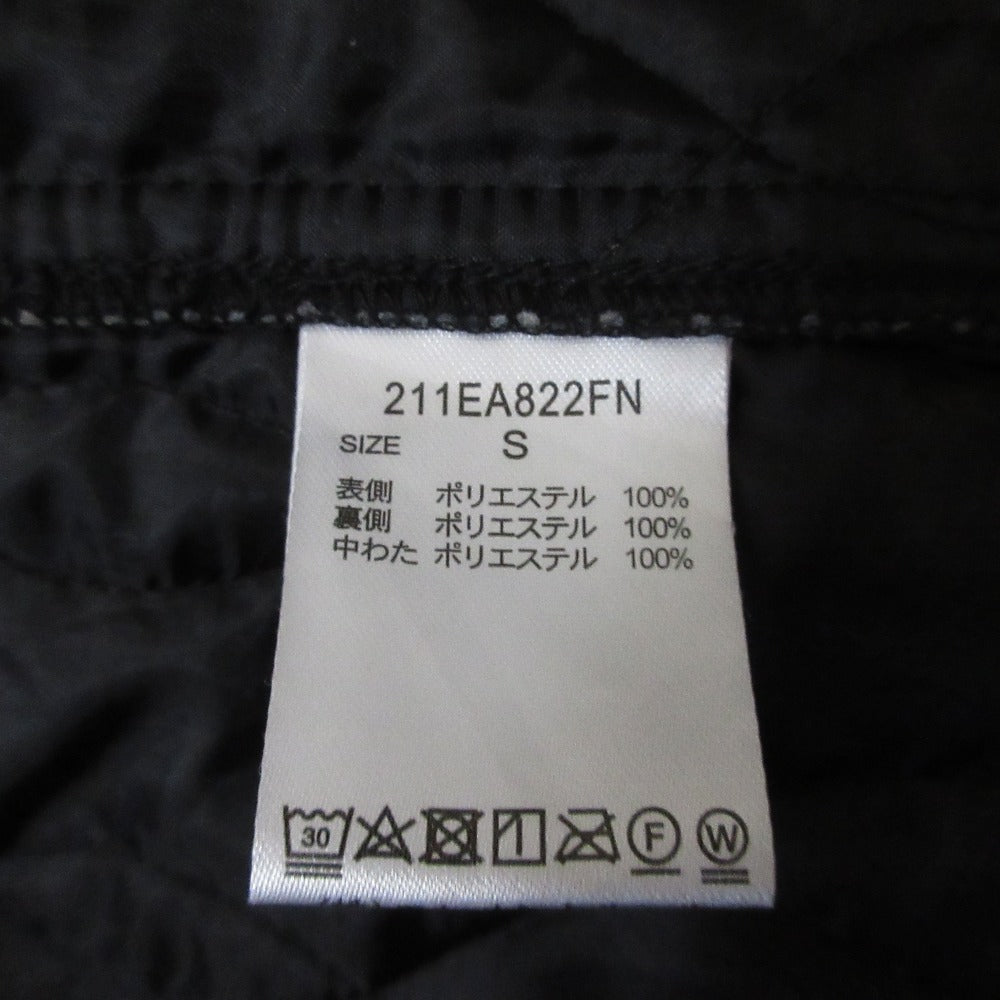 211EA822FN
SIZE S
表側 ポリエステル 100%
裏側 ポリエステル 100%
中わた ポリエステル 100%
30 F W